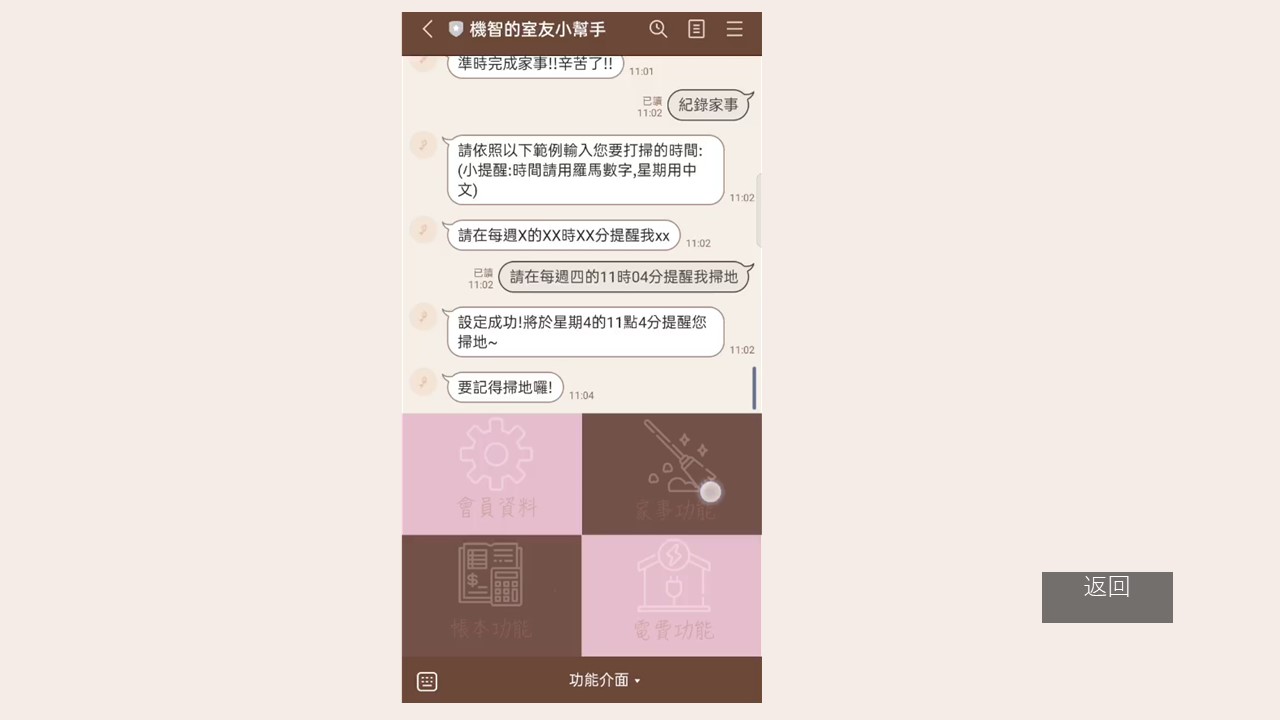 機智的室友小幫手
準時完成家事!!辛苦了!!
11:01
已讀
11:02
紀錄家事
請依照以下範例輸入您要打掃的時間:
(小提醒:時間請用羅馬數字,星期用中
文)
11:02
請在每週X的XX時XX分提醒我xx
11:02
已讀
11:02
請在每週四的11時04分提醒我掃地
設定成功!將於星期4的11點4分提醒您
掃地~
11:02
要記得掃地囉!
11:04
會員資料
家事功能
帳本功能
電費功能
返回
功能介面